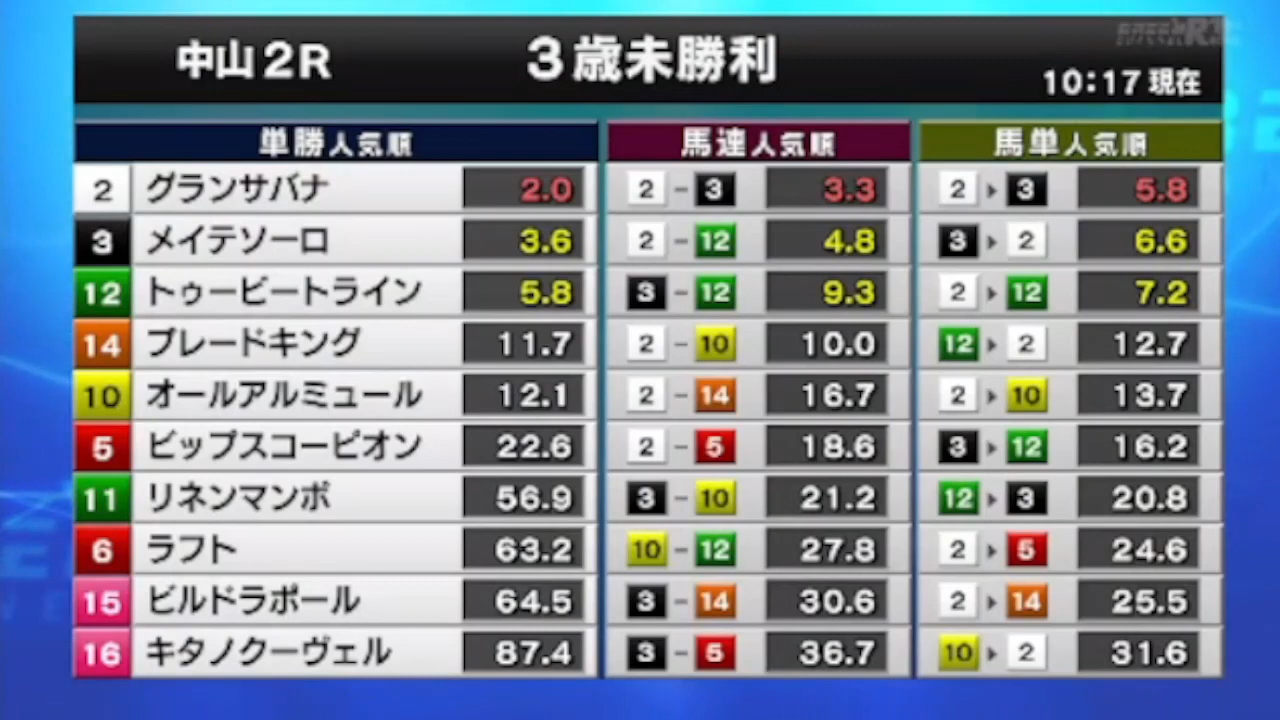 中山2R 3歳未勝利 10:17現在
単勝人気順 馬連人気順 馬単人気順
2 グランサバナ 2.0 2-3 3.3 2▸3 5.8
3 メイテソーロ 3.6 2-12 4.8 3▸2 6.6
12 トゥービートライン 5.8 3-12 9.3 2▸12 7.2
14 ブレードキング 11.7 2-10 10.0 12▸2 12.7
10 オールアルミュール 12.1 2-14 16.7 2▸10 13.7
5 ビップスコーピオン 22.6 2-5 18.6 3▸12 16.2
11 リネンマンボ 56.9 3-10 21.2 12▸3 20.8
6 ラフト 63.2 10-12 27.8 2▸5 24.6
15 ビルドラポール 64.5 3-14 30.6 2▸14 25.5
16 キタノクーヴェル 87.4 3-5 36.7 10▸2 31.6